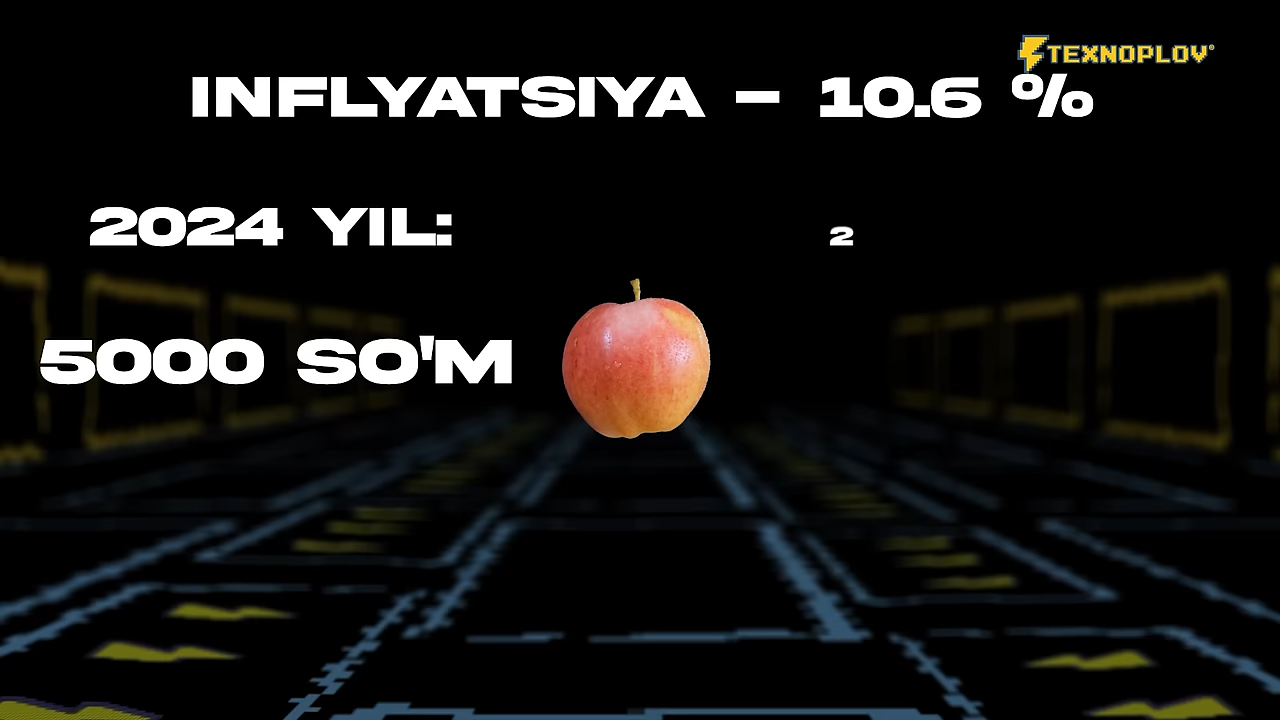 TEXNOPLOV
INFLYATSIYA – 10.6 %
2024 YIL:
2
5000 SO'M